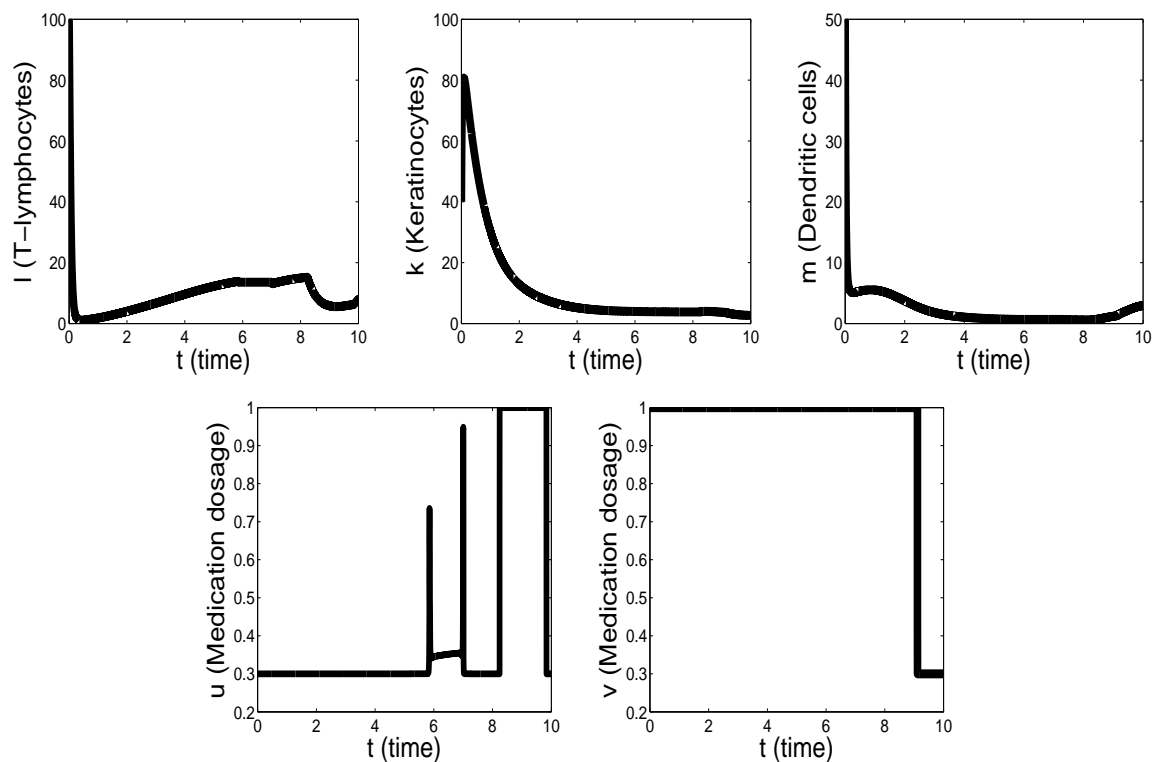 100
80
60
40
20
0
0 2 4 6 8 10
l (T−lymphocytes)
t (time)
100
80
60
40
20
0
0 2 4 6 8 10
k (Keratinocytes)
t (time)
50
40
30
20
10
0
0 2 4 6 8 10
m (Dendritic cells)
t (time)
1
0.9
0.8
0.7
0.6
0.5
0.4
0.3
0.2
0 2 4 6 8 10
u (Medication dosage)
t (time)
1
0.9
0.8
0.7
0.6
0.5
0.4
0.3
0.2
0 2 4 6 8 10
v (Medication dosage)
t (time)